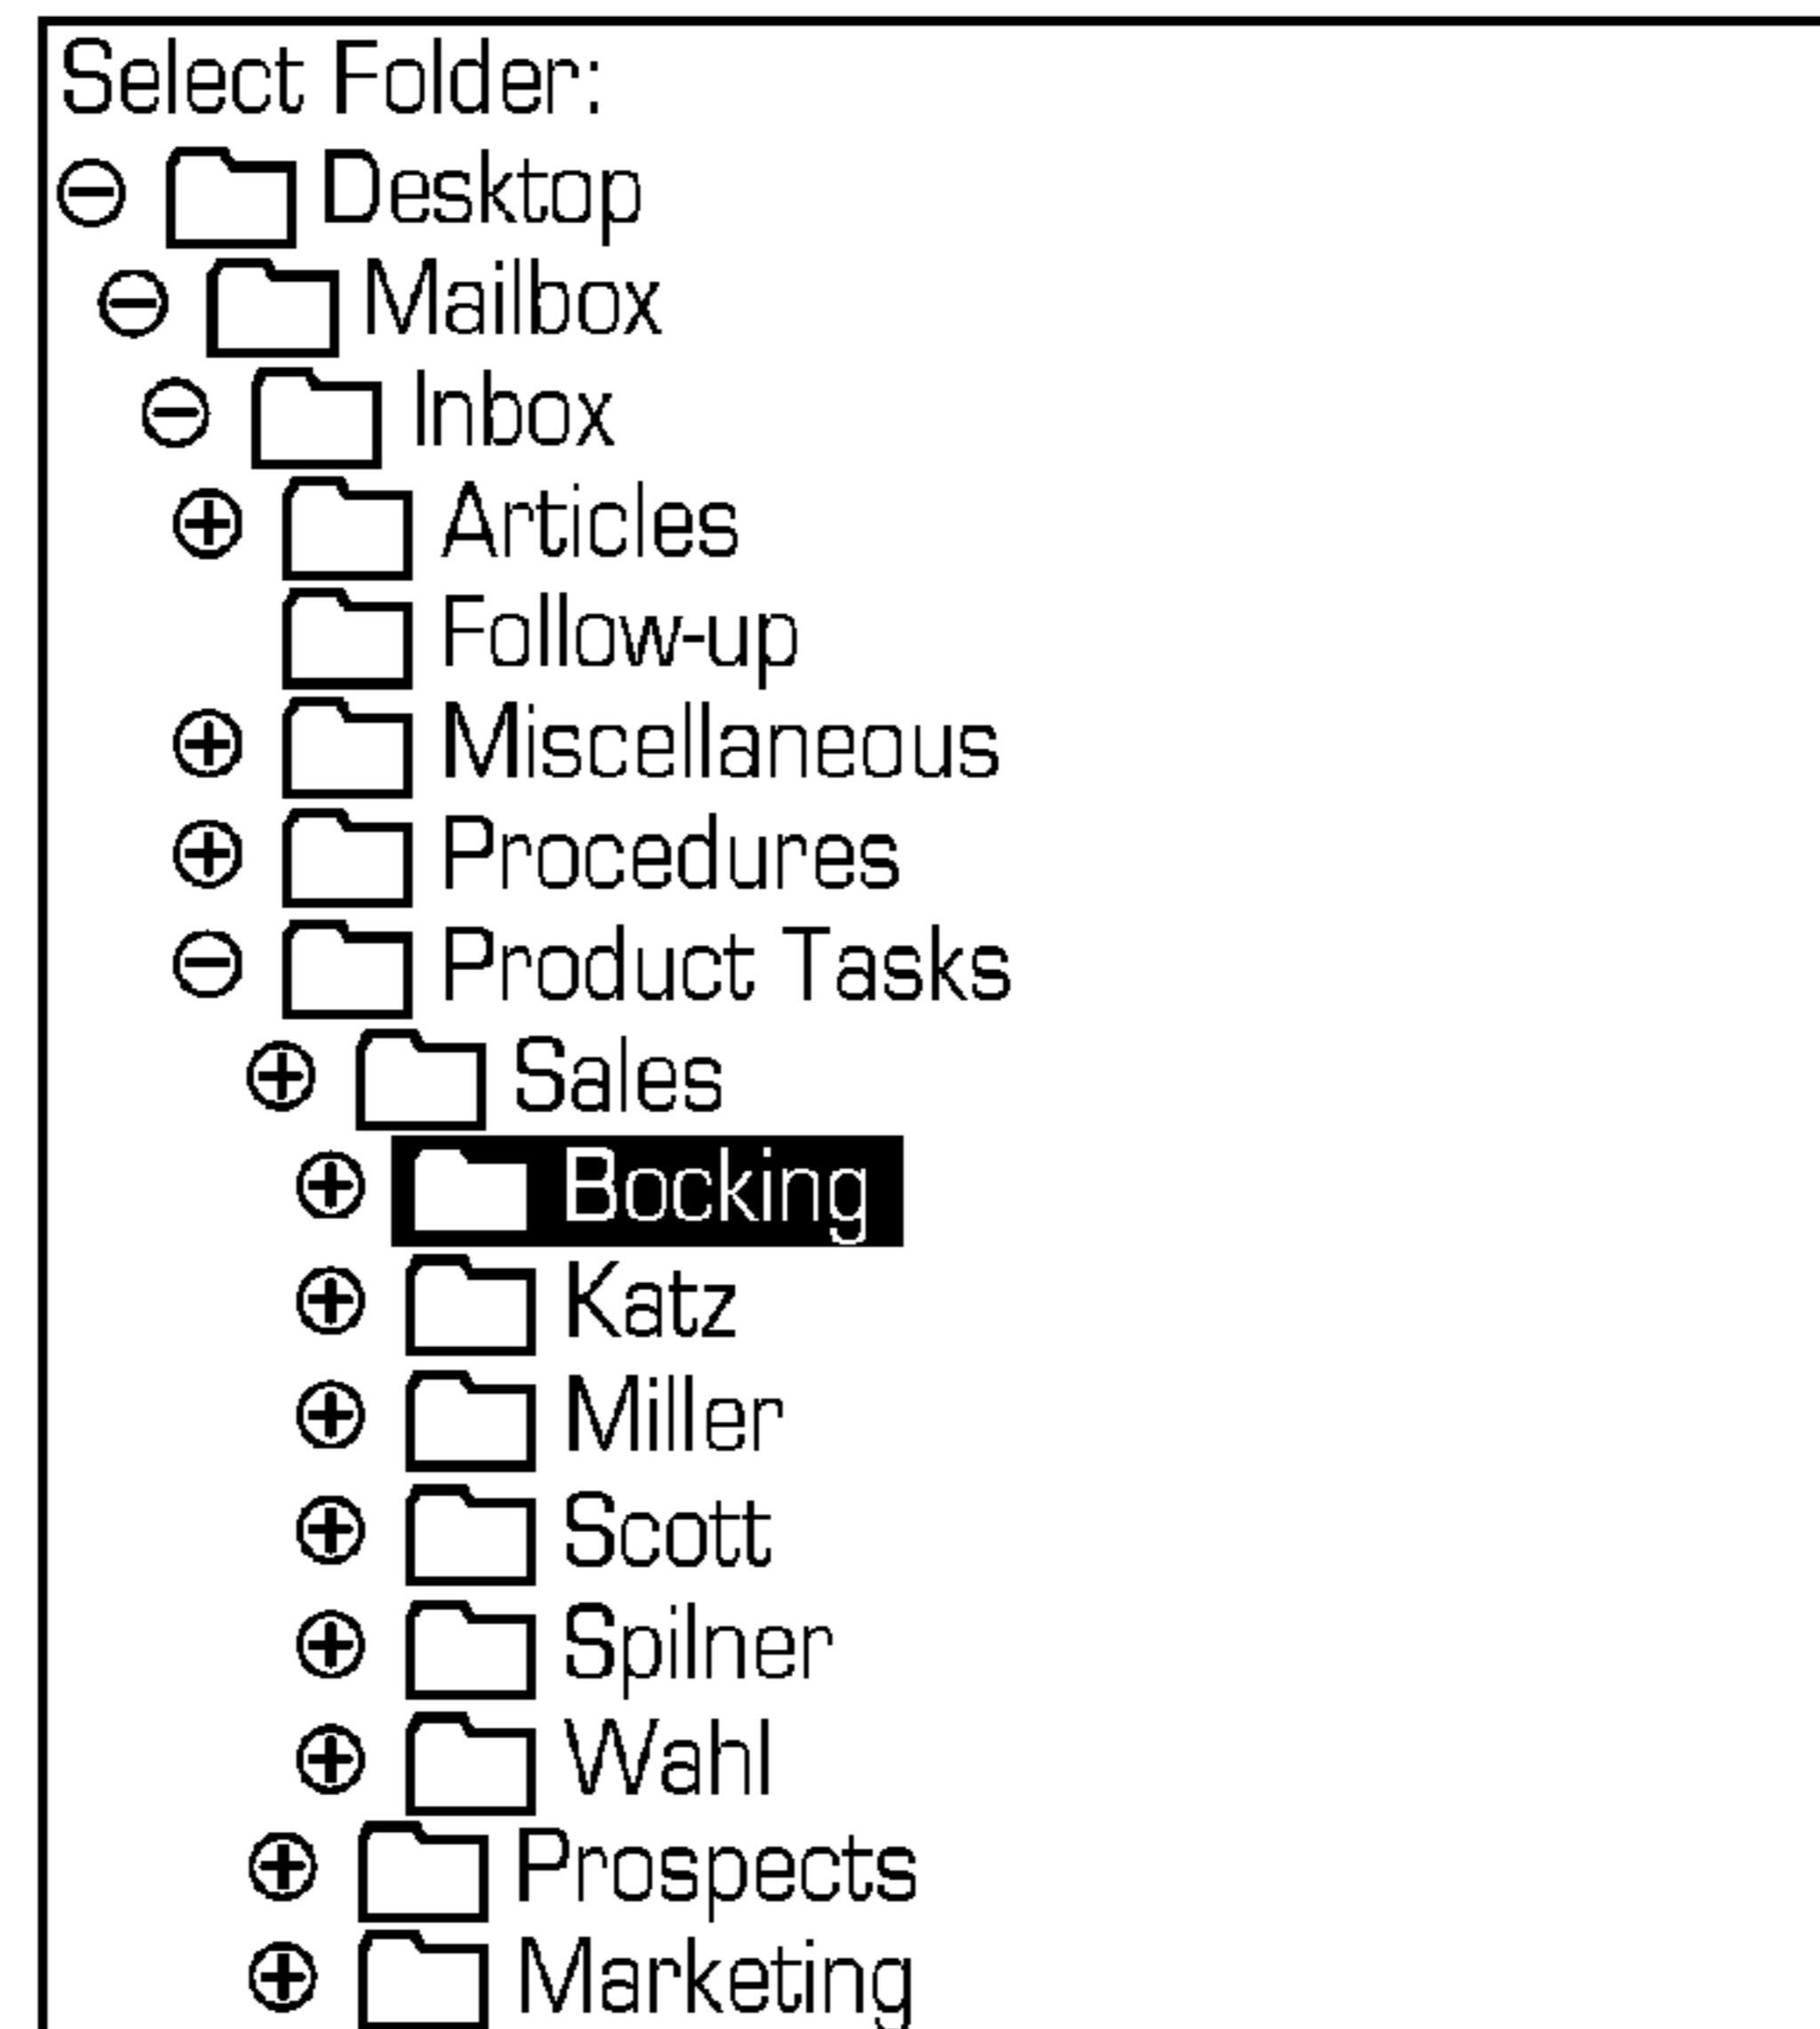 Select Folder:
Desktop
Mailbox
Inbox
Articles
Follow-up
Miscellaneous
Procedures
Product Tasks
Sales
Bocking
Katz
Miller
Scott
Spilner
Wahl
Prospects
Marketing